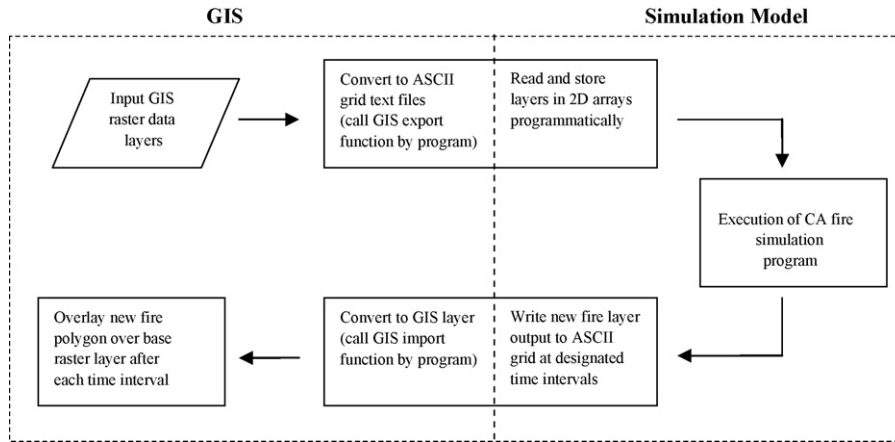 GIS
Simulation Model
Input GIS
raster data
layers
Convert to ASCII
grid text files
(call GIS export
function by program)
Read and store
layers in 2D arrays
programmatically
Execution of CA fire
simulation
program
Overlay new fire
polygon over base
raster layer after
each time interval
Convert to GIS layer
(call GIS import
function by program)
Write new fire layer
output to ASCII
grid at designated
time intervals